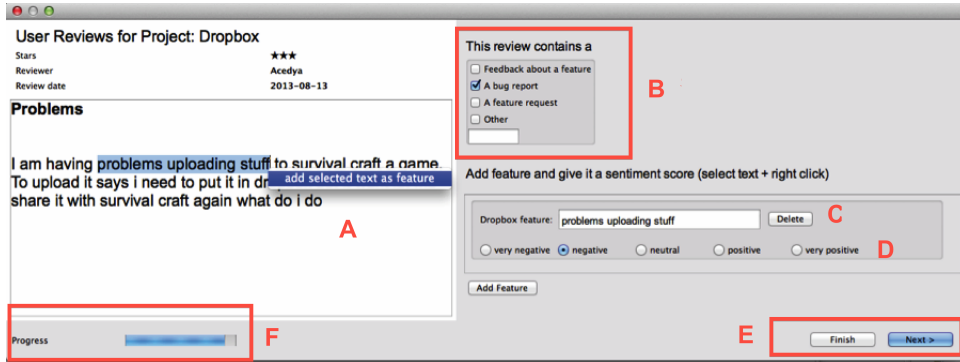 User Reviews for Project: Dropbox
Stars ★★★
Reviewer Acedya
Review date 2013-08-13
Problems
I am having problems uploading stuff to survival craft a game.
add selected text as feature
To upload it says i need to put it in
share it with survival craft again what do i do
A
Progress
F
This review contains a
Feedback about a feature
A bug report
A feature request
Other
B
Add feature and give it a sentiment score (select text + right click)
Dropbox feature: problems uploading stuff Delete
C
very negative negative neutral positive very positive
D
Add Feature
E
Finish Next >